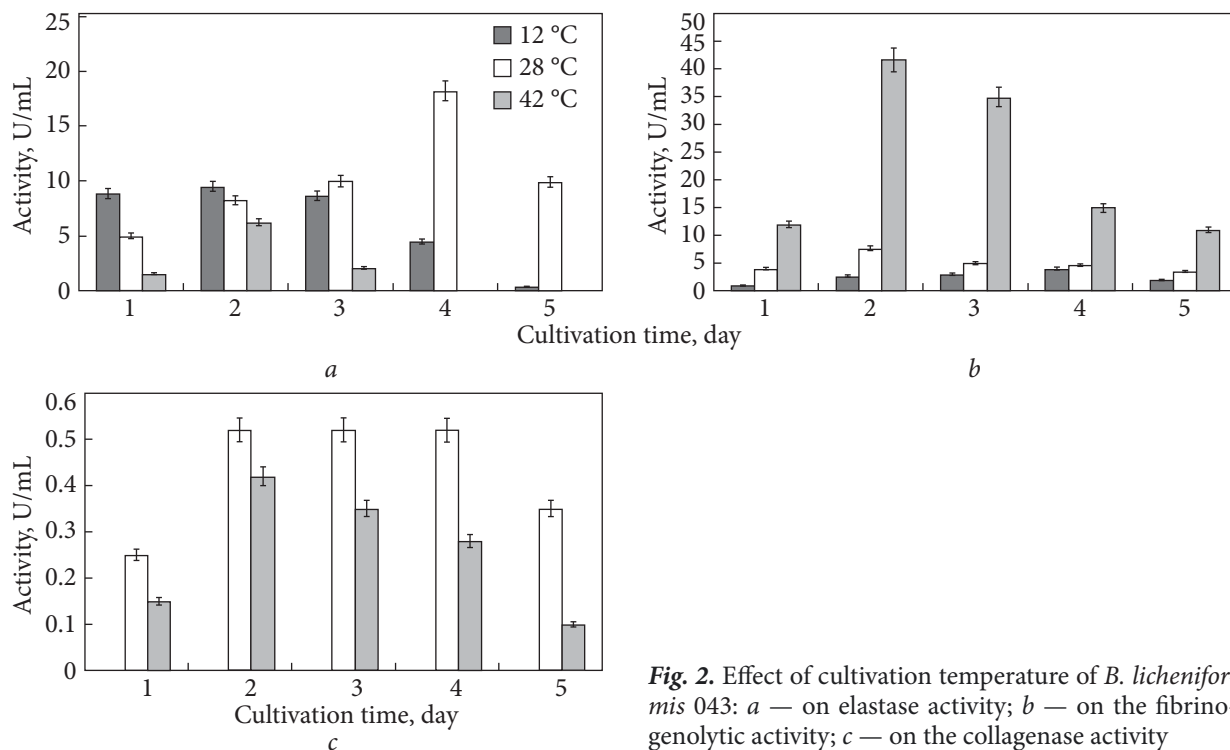 25
20
15
10
5
0
Activity, U/mL
12 °C
28 °C
42 °C
1 2 3 4 5
50
45
40
35
30
25
20
15
10
5
0
Activity, U/mL
1 2 3 4 5
Cultivation time, day
a
b
0.6
0.5
0.4
0.3
0.2
0.1
0
Activity, U/mL
1 2 3 4 5
Cultivation time, day
c
Fig. 2. Effect of cultivation temperature of B. lichenifor
mis 043: a — on elastase activity; b — on the fibrino-
genolytic activity; c — on the collagenase activity